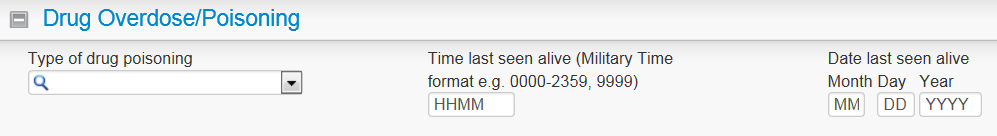 Drug Overdose/Poisoning
Type of drug poisoning
Time last seen alive (Military Time
format e.g. 0000-2359, 9999)
HHMM
Date last seen alive
Month Day Year
MM DD YYYY